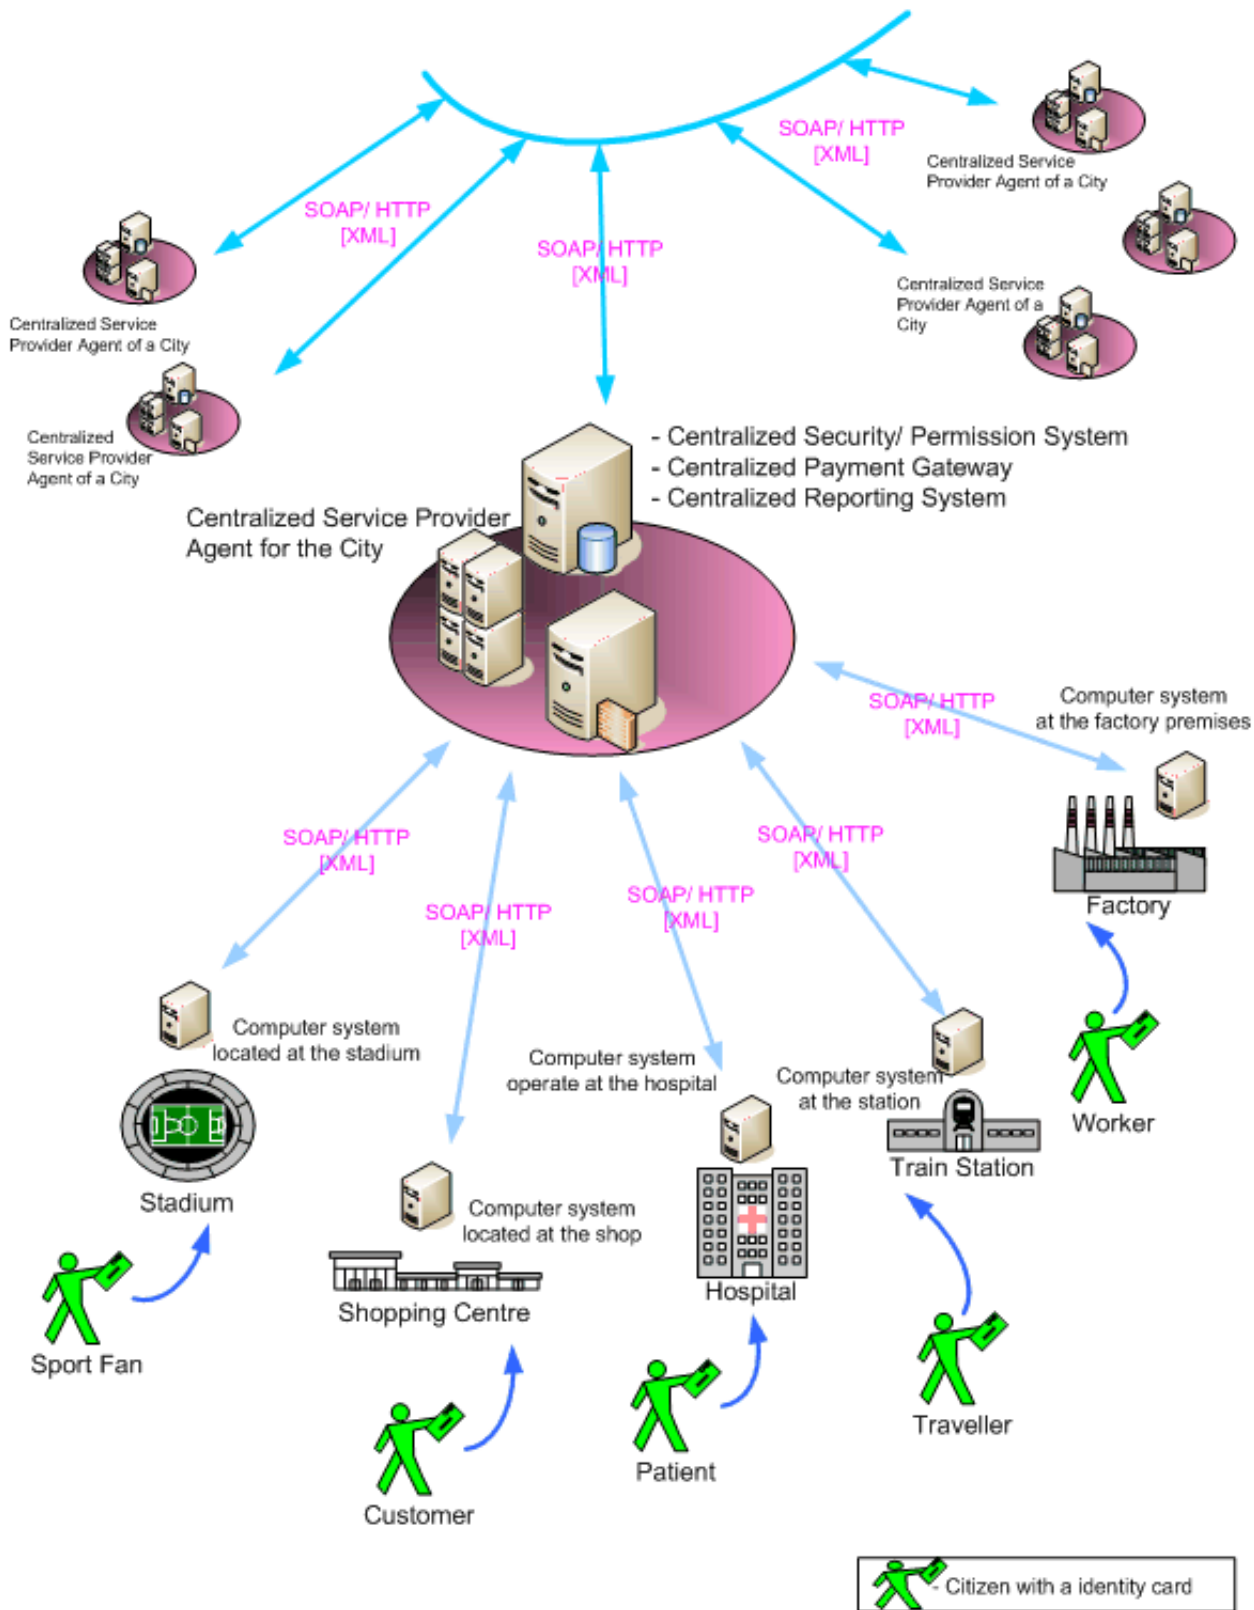 SOAP/ HTTP
[XML]
Centralized Service
Provider Agent of a City
SOAP/ HTTP
[XML]
SOAP/ HTTP
[XML]
Centralized Service
Provider Agent of a
City
Centralized Service
Provider Agent of a City
Centralized
Service Provider
Agent of a City
- Centralized Security/ Permission System
- Centralized Payment Gateway
- Centralized Reporting System
Centralized Service Provider
Agent for the City
SOAP/ HTTP
[XML]
Computer system
at the factory premises
SOAP/ HTTP
[XML]
SOAP/ HTTP
[XML]
SOAP/ HTTP
[XML]
SOAP/ HTTP
[XML]
Factory
Computer system
located at the stadium
Computer system
operate at the hospital
Computer system
at the station
Worker
Train Station
Stadium
Computer system
located at the shop
Hospital
Shopping Centre
Sport Fan
Traveller
Patient
Customer
- Citizen with a identity card